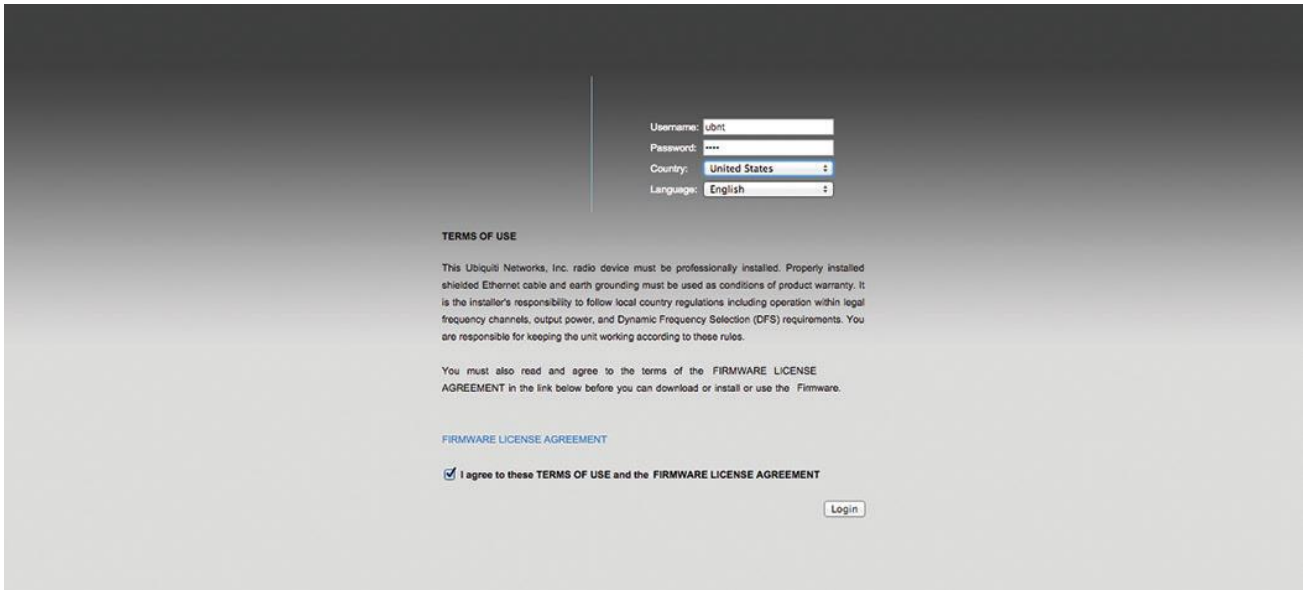 Username: ubnt
Password: ••••
Country: United States
Language: English
TERMS OF USE
This Ubiquiti Networks, Inc. radio device must be professionally installed. Properly installed
shielded Ethernet cable and earth grounding must be used as conditions of product warranty. It
is the installer's responsibility to follow local country regulations including operation within legal
frequency channels, output power, and Dynamic Frequency Selection (DFS) requirements. You
are responsible for keeping the unit working according to these rules.
You must also read and agree to the terms of the FIRMWARE LICENSE
AGREEMENT in the link below before you can download or install or use the Firmware.
FIRMWARE LICENSE AGREEMENT
I agree to these TERMS OF USE and the FIRMWARE LICENSE AGREEMENT
Login